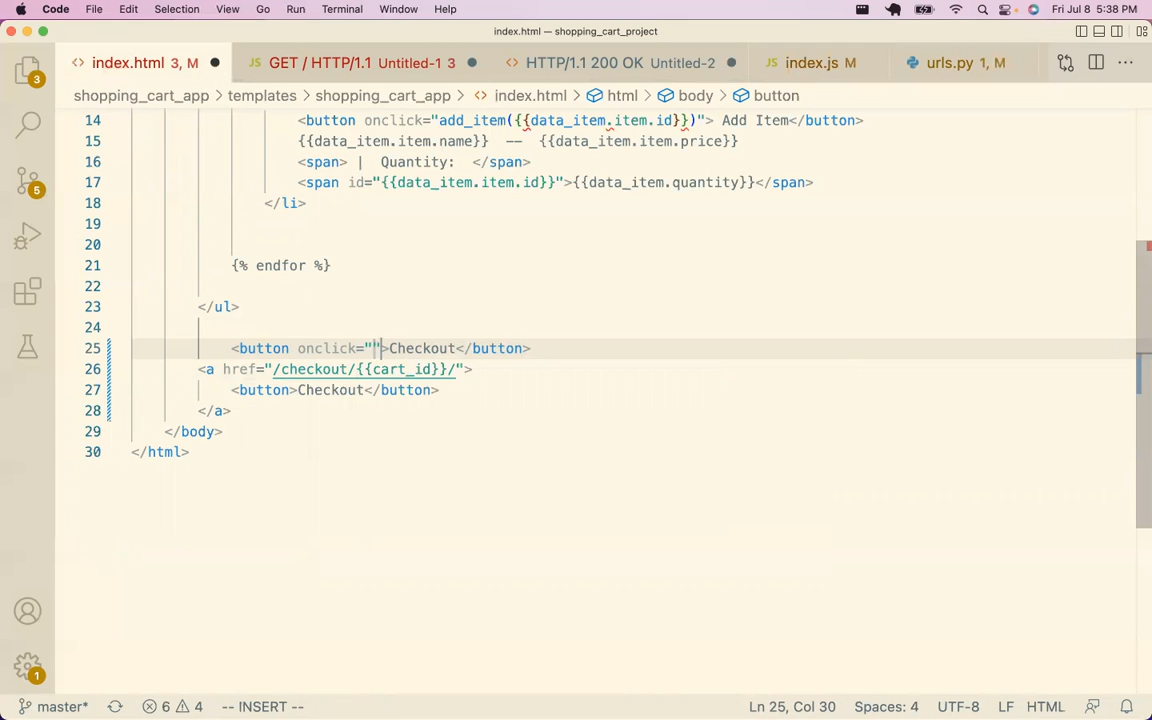 Code File Edit Selection View Go Run Terminal Window Help Fri Jul 8 5:38 PM
index.html — shopping_cart_project
index.html 3, M GET / HTTP/1.1 Untitled-1 3 HTTP/1.1 200 OK Untitled-2 JS index.js M urls.py 1, M
shopping_cart_app > templates > shopping_cart_app > index.html > html > body > button
14 <button onclick="add_item({{data_item.item.id}})"> Add Item</button>
15 {{data_item.item.name}} -- {{data_item.item.price}}
16 <span> | Quantity: </span>
17 <span id="{{data_item.item.id}}">{{data_item.quantity}}</span>
18 </li>
19
20
21 {% endfor %}
22
23 </ul>
24
25 <button onclick="">Checkout</button>
26 <a href="/checkout/{{cart_id}}/">
27 <button>Checkout</button>
28 </a>
29 </body>
30 </html>
3
5
1
master* 6 4 -- INSERT -- Ln 25, Col 30 Spaces: 4 UTF-8 LF HTML